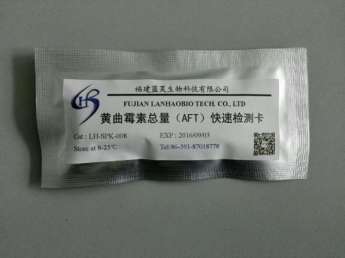 福建蓝昊生物科技有限公司
FUJIAN LANHAOBIO TECH. CO., LTD
黄曲霉素总量（AFT）快速检测卡
Cat : LH-SPK-008
EXP : 2016/09/03
Store at 8-25℃
Tel:86-591-87018778